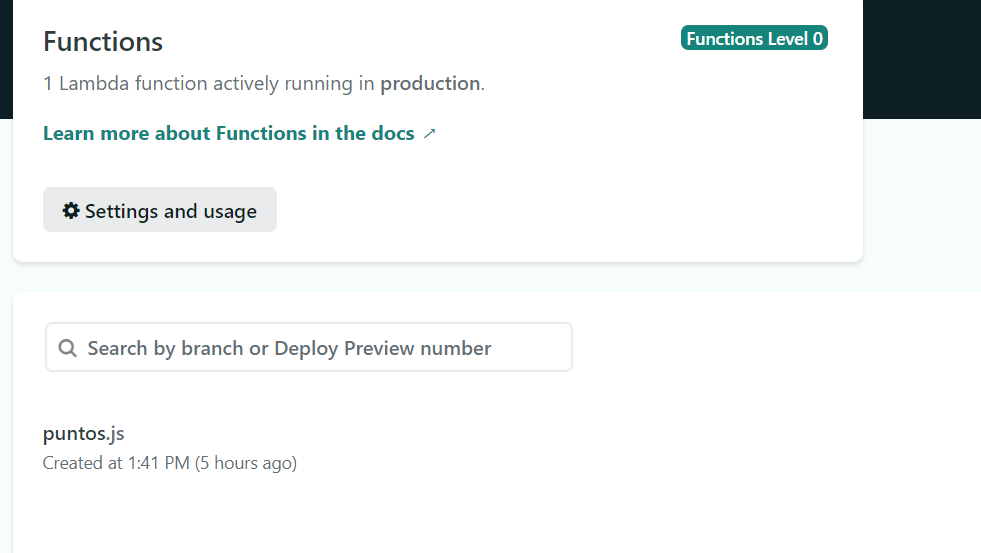 Functions
Functions Level 0
1 Lambda function actively running in production.
Learn more about Functions in the docs ↗
Settings and usage
Search by branch or Deploy Preview number
puntos.js
Created at 1:41 PM (5 hours ago)